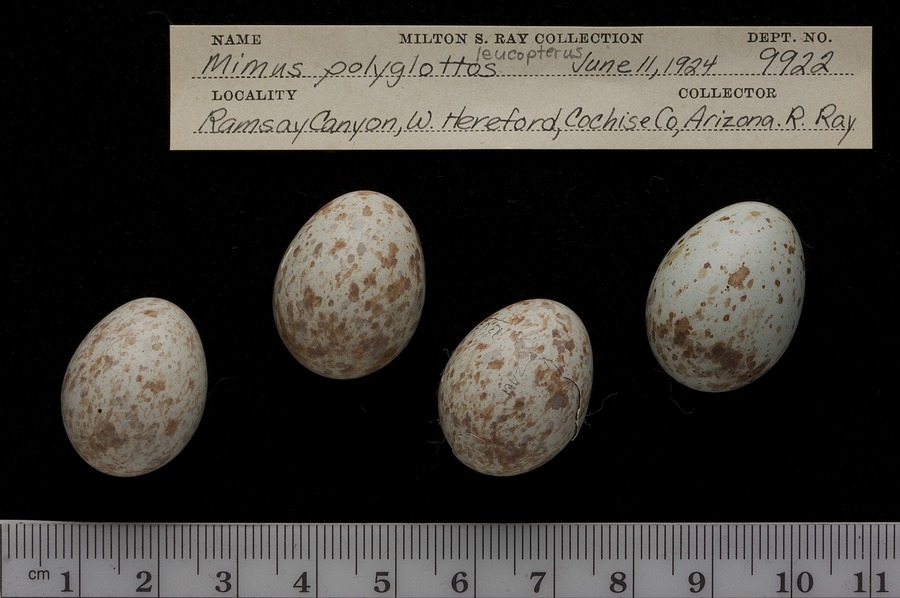 NAME MILTON S. RAY COLLECTION DEPT. NO.
leucopterus
Mimus polyglottos June 11, 1924 9922
LOCALITY COLLECTOR
Ramsay Canyon, W. Hereford, Cochise Co, Arizona. R. Ray
cm 1 2 3 4 5 6 7 8 9 10 11